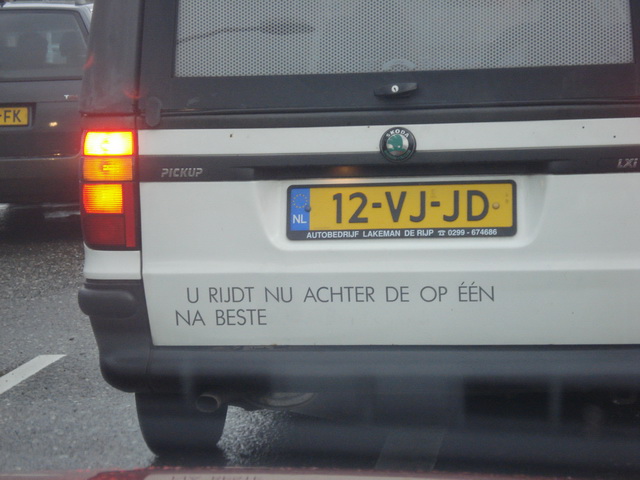 FK
SKODA
PICKUP
LXi
NL
12-VJ-JD
AUTOBEDRIJF LAKEMAN DE RIJP ☎ 0299 - 674686
U RIJDT NU ACHTER DE OP ÉÉN
NA BESTE